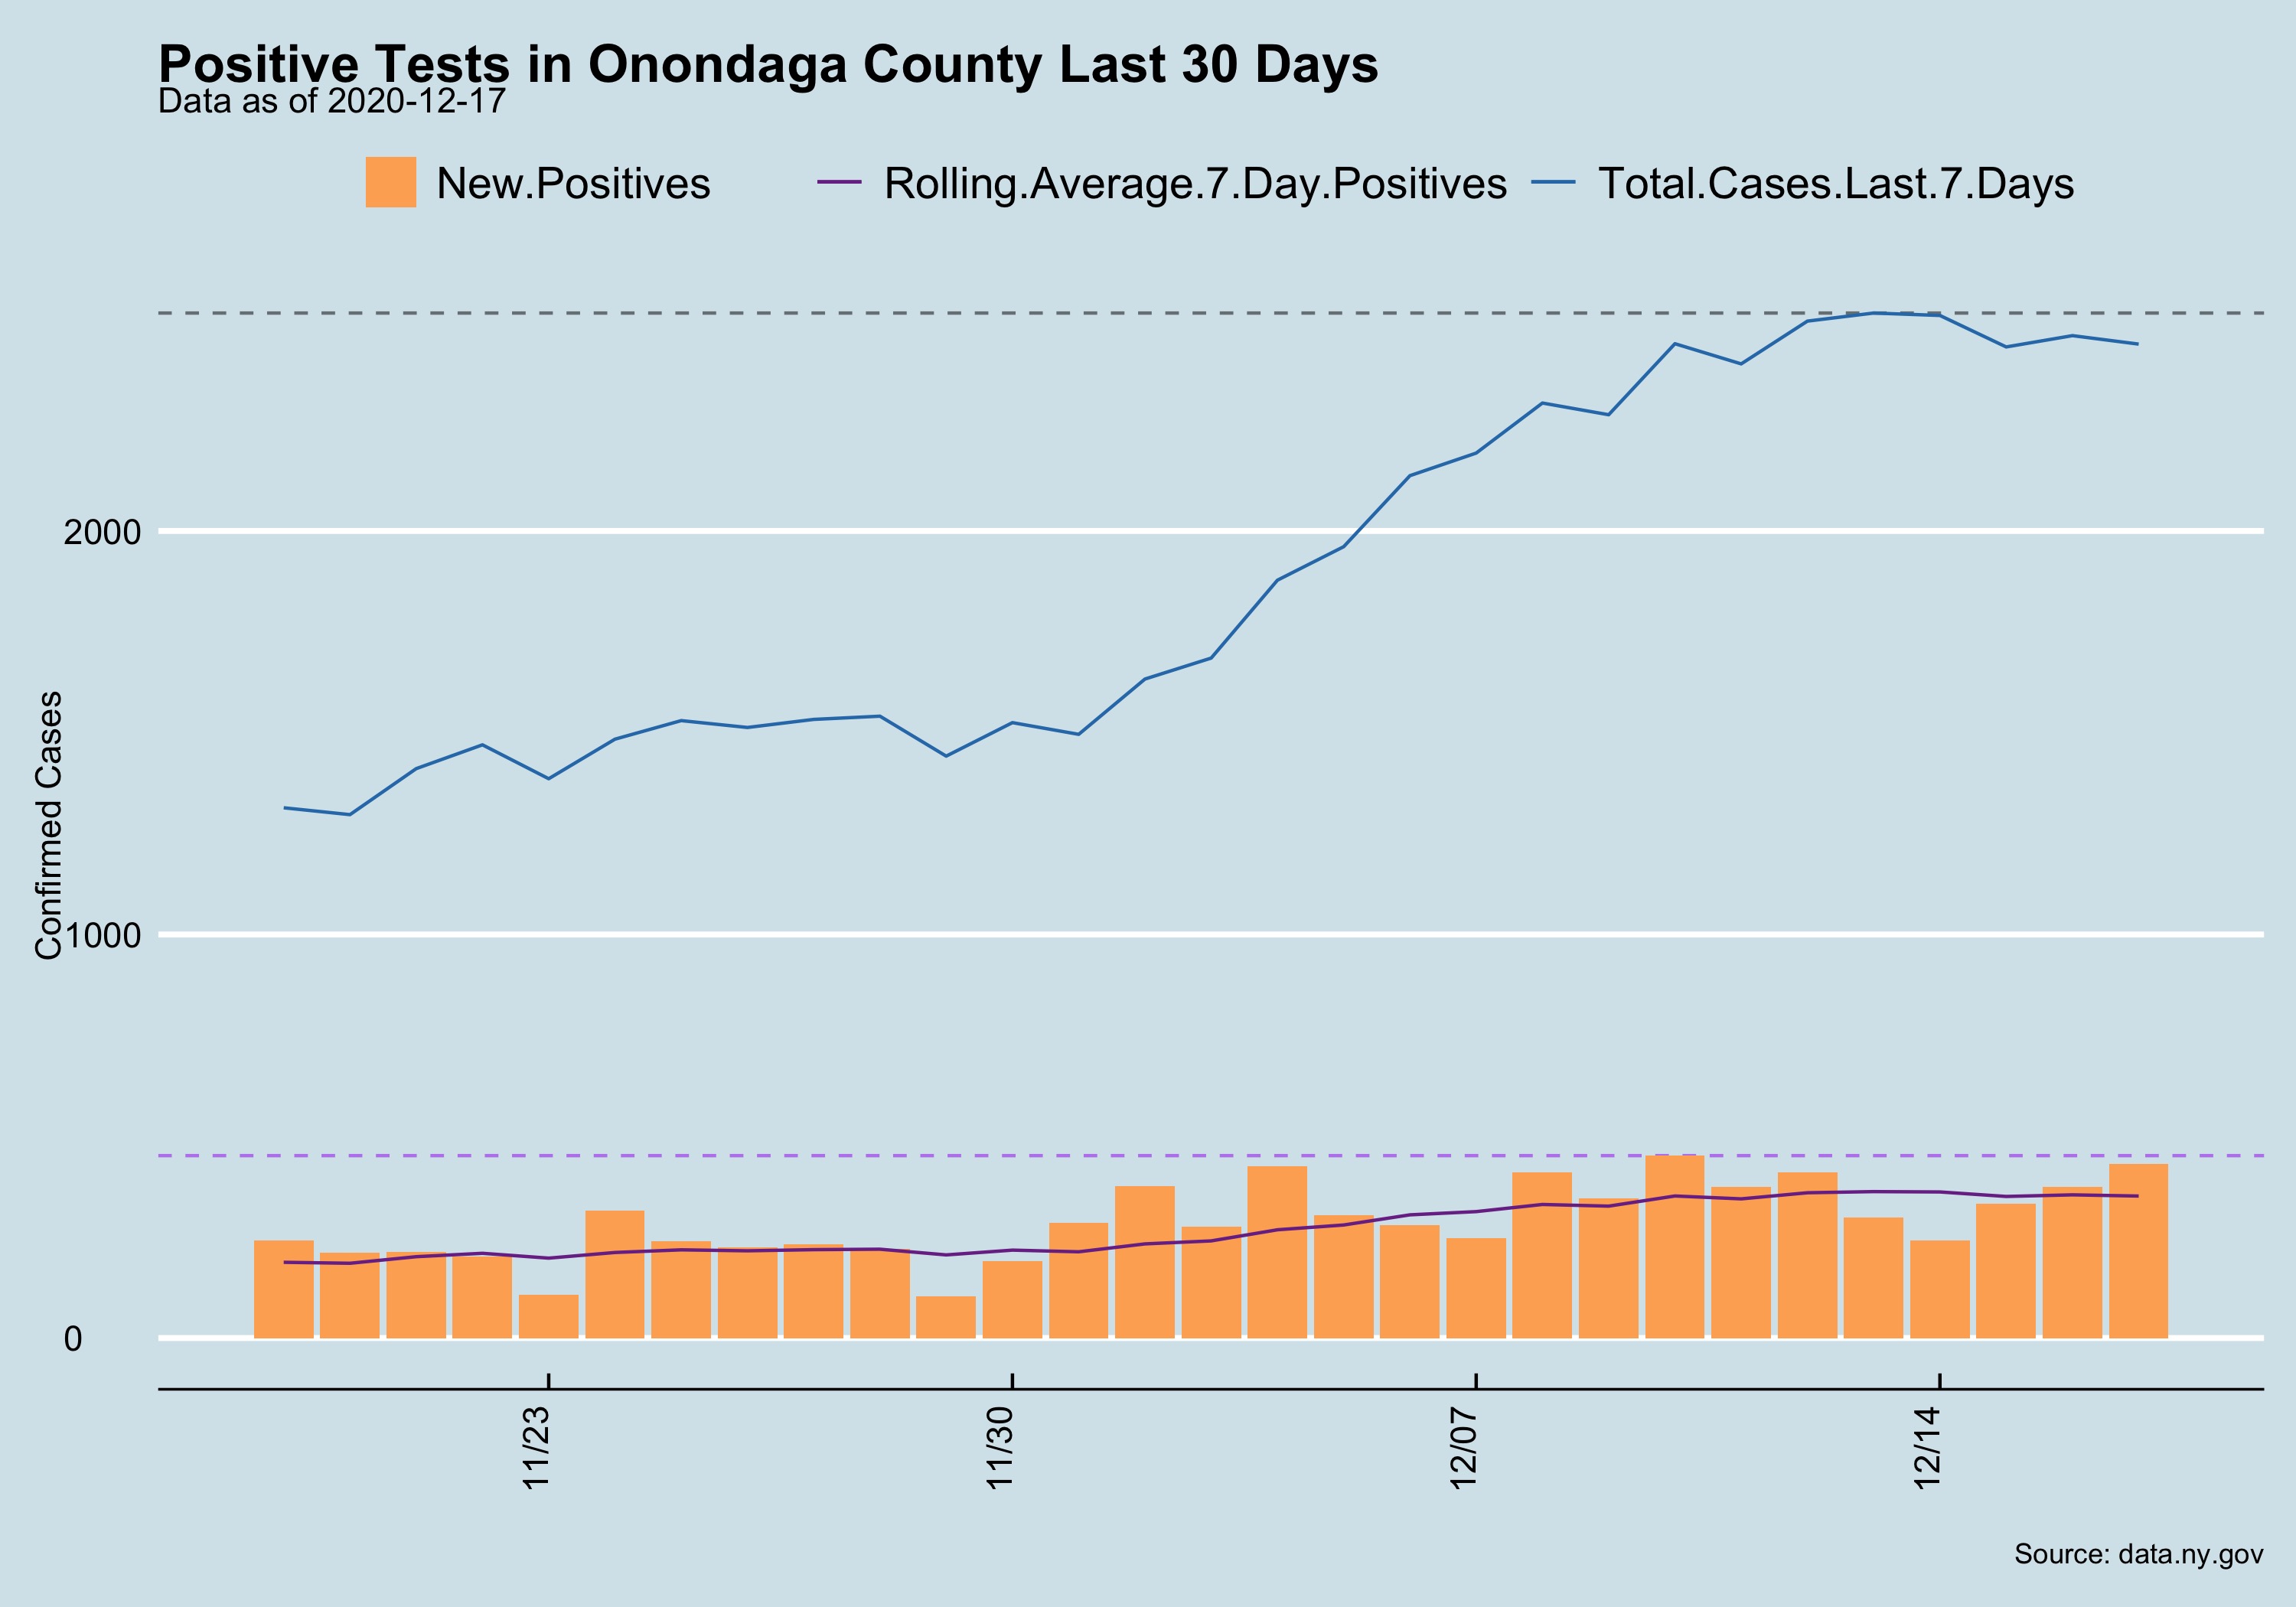 Positive Tests in Onondaga County Last 30 Days
Data as of 2020-12-17
New.Positives
Rolling.Average.7.Day.Positives
Total.Cases.Last.7.Days
Confirmed Cases
2000
1000
0
11/23
11/30
12/07
12/14
Source: data.ny.gov